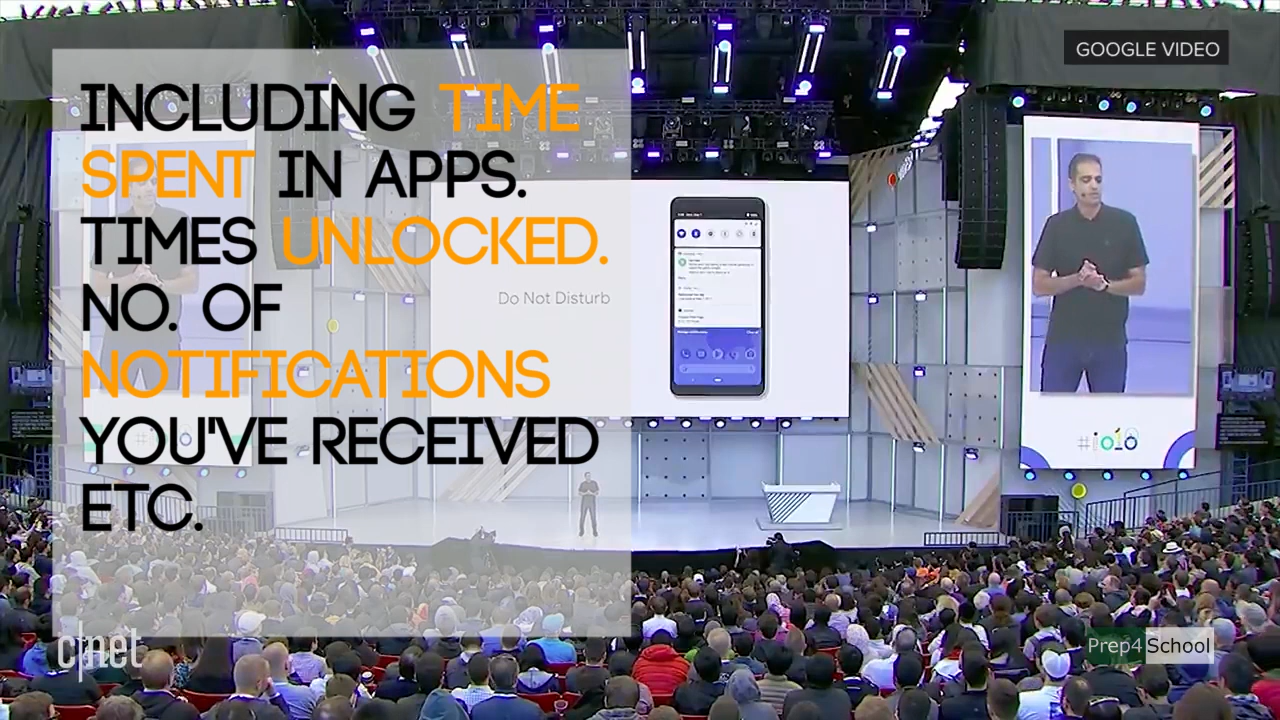 GOOGLE VIDEO
INCLUDING TIME
SPENT IN APPS.
TIMES UNLOCKED.
NO. OF
NOTIFICATIONS
YOU'VE RECEIVED
ETC.
Do Not Disturb
#io18
c|net
Prep4School